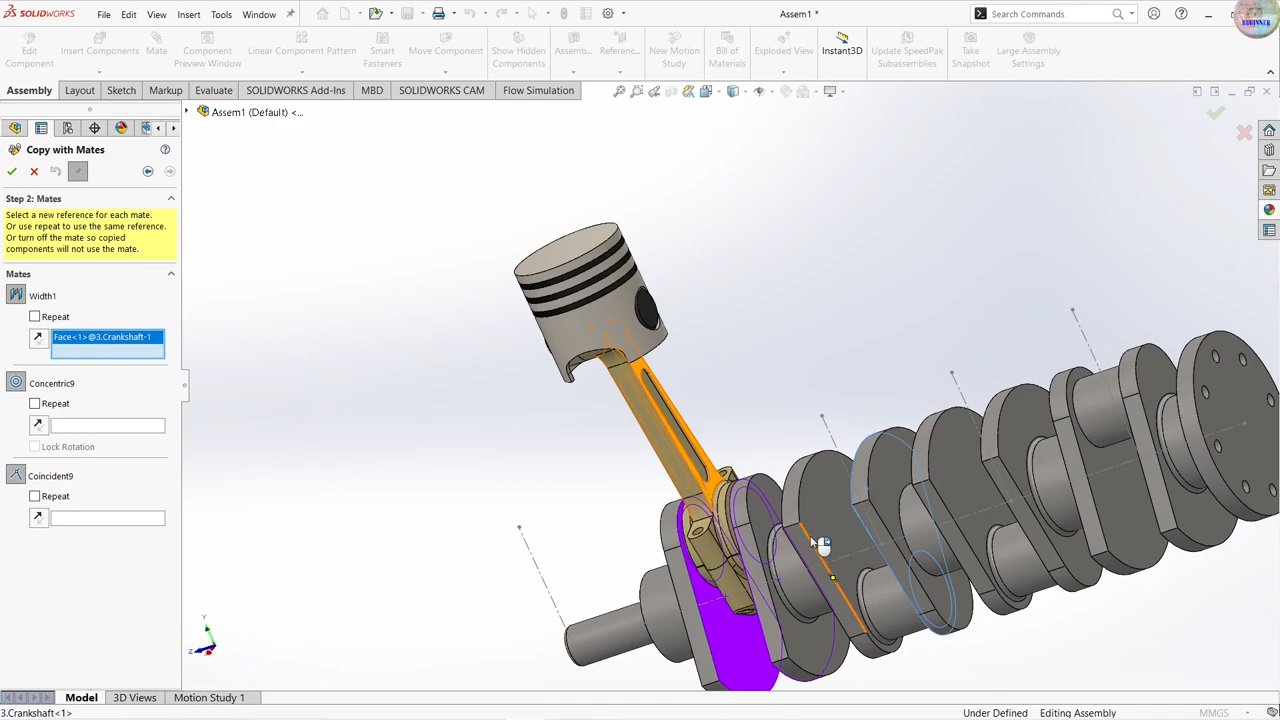 SOLIDWORKS File Edit View Insert Tools Window Assem1 * Search Commands
BEGINNER
Edit Component
Insert Components
Mate
Component Preview Window
Linear Component Pattern
Smart Fasteners
Move Component
Show Hidden Components
Assemb...
Referenc...
New Motion Study
Bill of Materials
Exploded View
Instant3D
Update SpeedPak Subassemblies
Take Snapshot
Large Assembly Settings
Assembly Layout Sketch Markup Evaluate SOLIDWORKS Add-Ins MBD SOLIDWORKS CAM Flow Simulation
Assem1 (Default) <...
Copy with Mates
Step 2: Mates
Select a new reference for each mate.
Or use repeat to use the same reference.
Or turn off the mate so copied
components will not use the mate.
Mates
Width1
Repeat
Face<1>@3.Crankshaft-1
Concentric9
Repeat
Lock Rotation
Coincident9
Repeat
Y
Z
Model 3D Views Motion Study 1
3.Crankshaft<1> Under Defined Editing Assembly MMGS